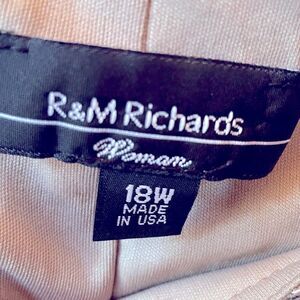 R&M Richards
Woman
18W
MADE
IN USA